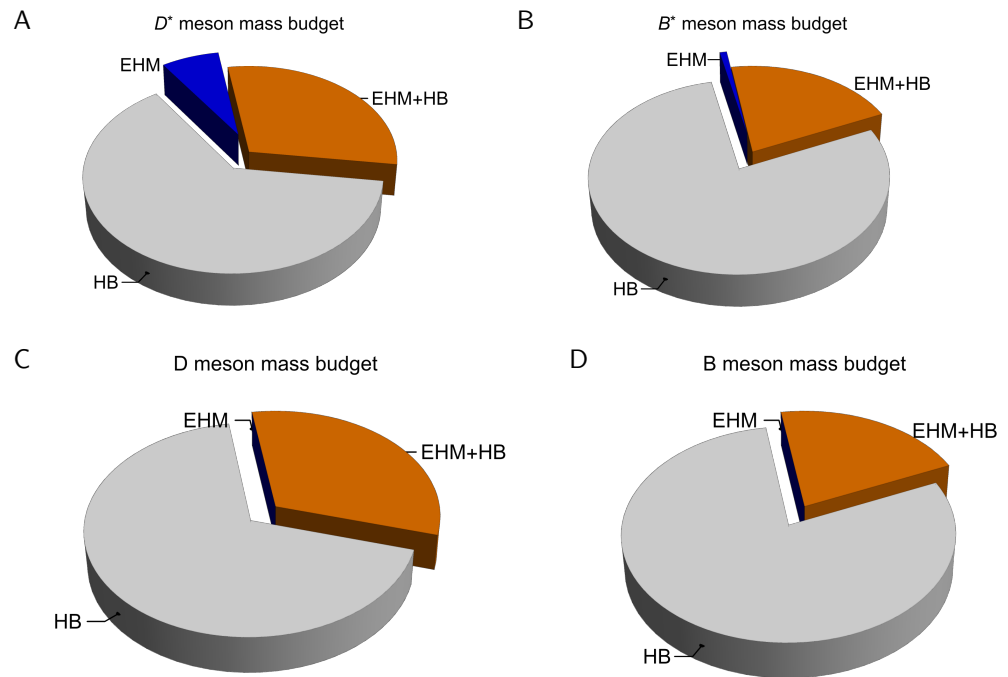 A
D* meson mass budget
EHM
EHM+HB
HB
B
B* meson mass budget
EHM
EHM+HB
HB
C
D meson mass budget
EHM
EHM+HB
HB
D
B meson mass budget
EHM
EHM+HB
HB